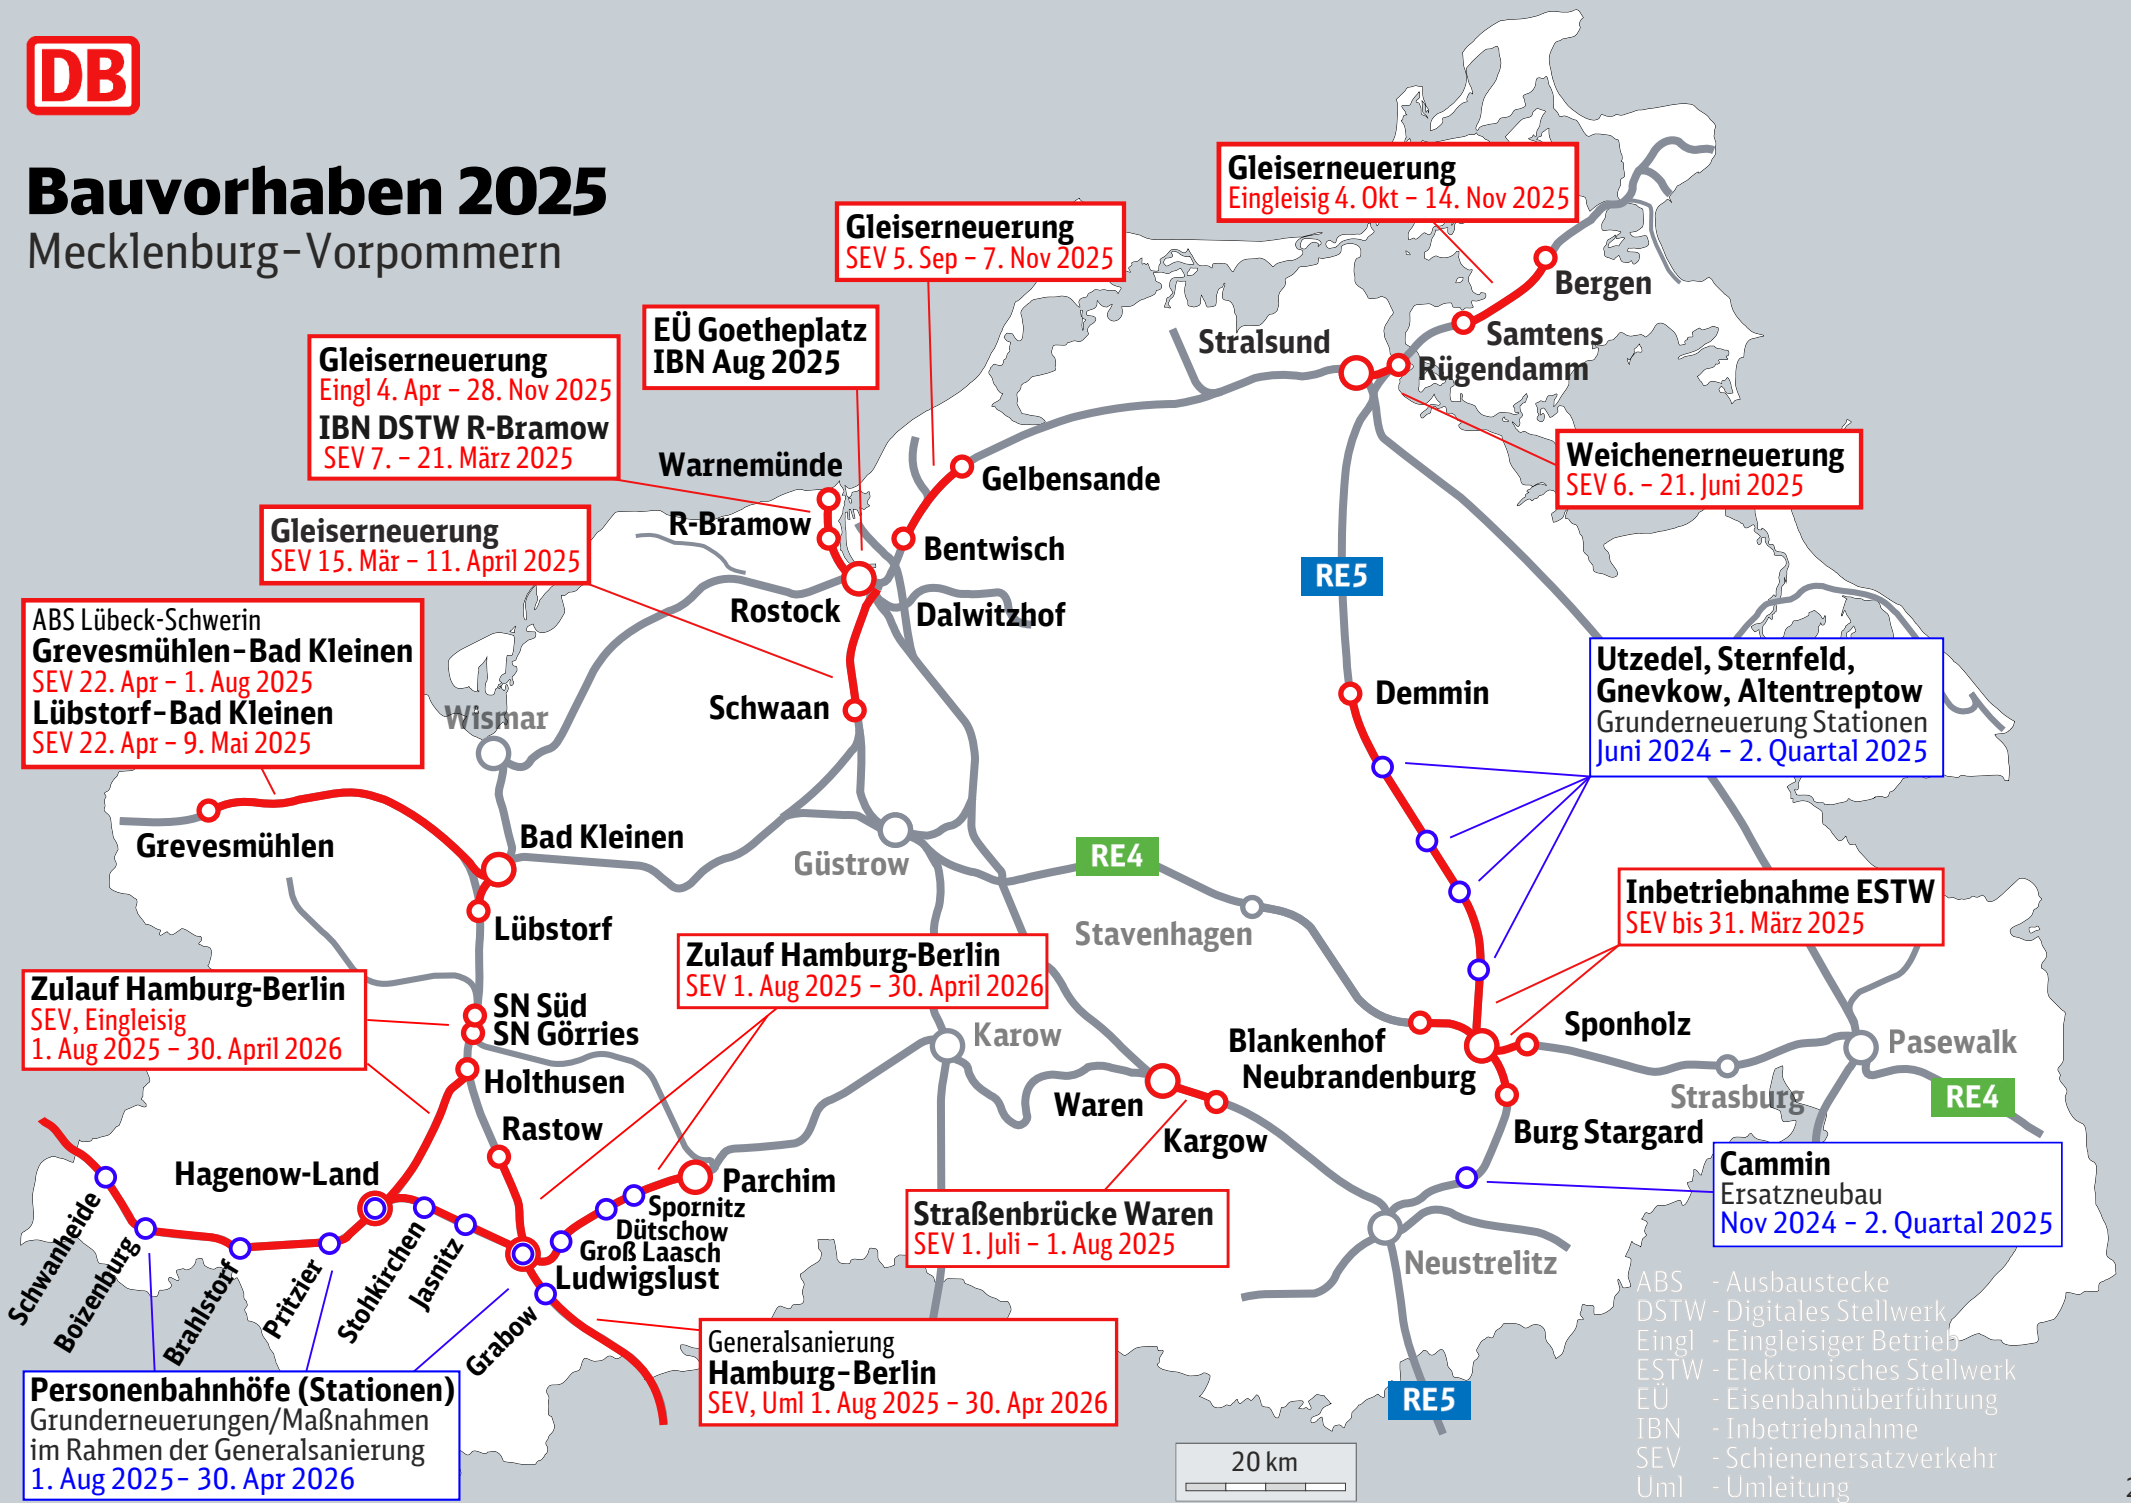 DB
Bauvorhaben 2025
Mecklenburg-Vorpommern
Gleiserneuerung
Eingleisig 4. Okt – 14. Nov 2025
Gleiserneuerung
SEV 5. Sep – 7. Nov 2025
EÜ Goetheplatz
IBN Aug 2025
Gleiserneuerung
Eingl 4. Apr – 28. Nov 2025
IBN DSTW R-Bramow
SEV 7. – 21. März 2025
Gleiserneuerung
SEV 15. Mär – 11. April 2025
ABS Lübeck-Schwerin
Grevesmühlen–Bad Kleinen
SEV 22. Apr – 1. Aug 2025
Lübstorf–Bad Kleinen
SEV 22. Apr – 9. Mai 2025
Bergen
Samtens
Stralsund
Rügendamm
Weichenerneuerung
SEV 6. – 21. Juni 2025
Warnemünde
R-Bramow
Gelbensande
Bentwisch
Rostock
Dalwitzhof
RE5
Schwaan
Wismar
Demmin
Utzedel, Sternfeld,
Gnevkow, Altentreptow
Grunderneuerung Stationen
Juni 2024 – 2. Quartal 2025
Grevesmühlen
Bad Kleinen
Güstrow
RE4
Stavenhagen
Lübstorf
Inbetriebnahme ESTW
SEV bis 31. März 2025
Zulauf Hamburg-Berlin
SEV, Eingleisig
1. Aug 2025 – 30. April 2026
Zulauf Hamburg-Berlin
SEV 1. Aug 2025 – 30. April 2026
SN Süd
SN Görries
Holthusen
Rastow
Karow
Blankenhof
Neubrandenburg
Sponholz
Pasewalk
Strasburg
RE4
Waren
Kargow
Burg Stargard
Hagenow-Land
Parchim
Spornitz
Dütschow
Groß Laasch
Ludwigslust
Straßenbrücke Waren
SEV 1. Juli – 1. Aug 2025
Cammin
Ersatzneubau
Nov 2024 – 2. Quartal 2025
Neustrelitz
Schwanheide
Boizenburg
Brahlstorf
Pritzier
Stohkirchen
Jasnitz
Grabow
Generalsanierung
Hamburg–Berlin
SEV, Uml 1. Aug 2025 – 30. Apr 2026
Personenbahnhöfe (Stationen)
Grunderneuerungen/Maßnahmen
im Rahmen der Generalsanierung
1. Aug 2025– 30. Apr 2026
RE5
20 km
ABS - Ausbaustecke
DSTW - Digitales Stellwerk
Eingl - Eingleisiger Betrieb
ESTW - Elektronisches Stellwerk
EÜ - Eisenbahnüberführung
IBN - Inbetriebnahme
SEV - Schienenersatzverkehr
Uml - Umleitung